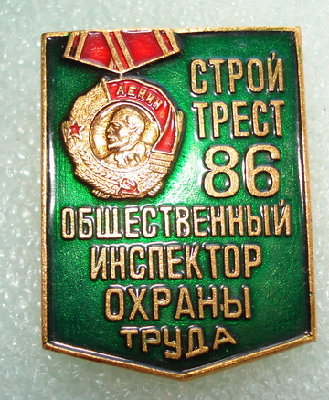 ЛЕНИН
СТРОЙ
ТРЕСТ
86
ОБЩЕСТВЕННЫЙ
ИНСПЕКТОР
ОХРАНЫ
ТРУДА